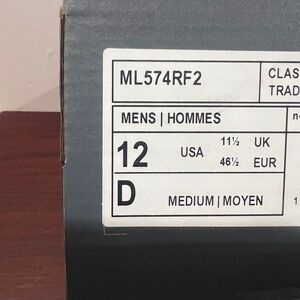 ML574RF2
CLAS
TRAD
MENS | HOMMES
12 USA 11½ UK
46½ EUR
D MEDIUM | MOYEN